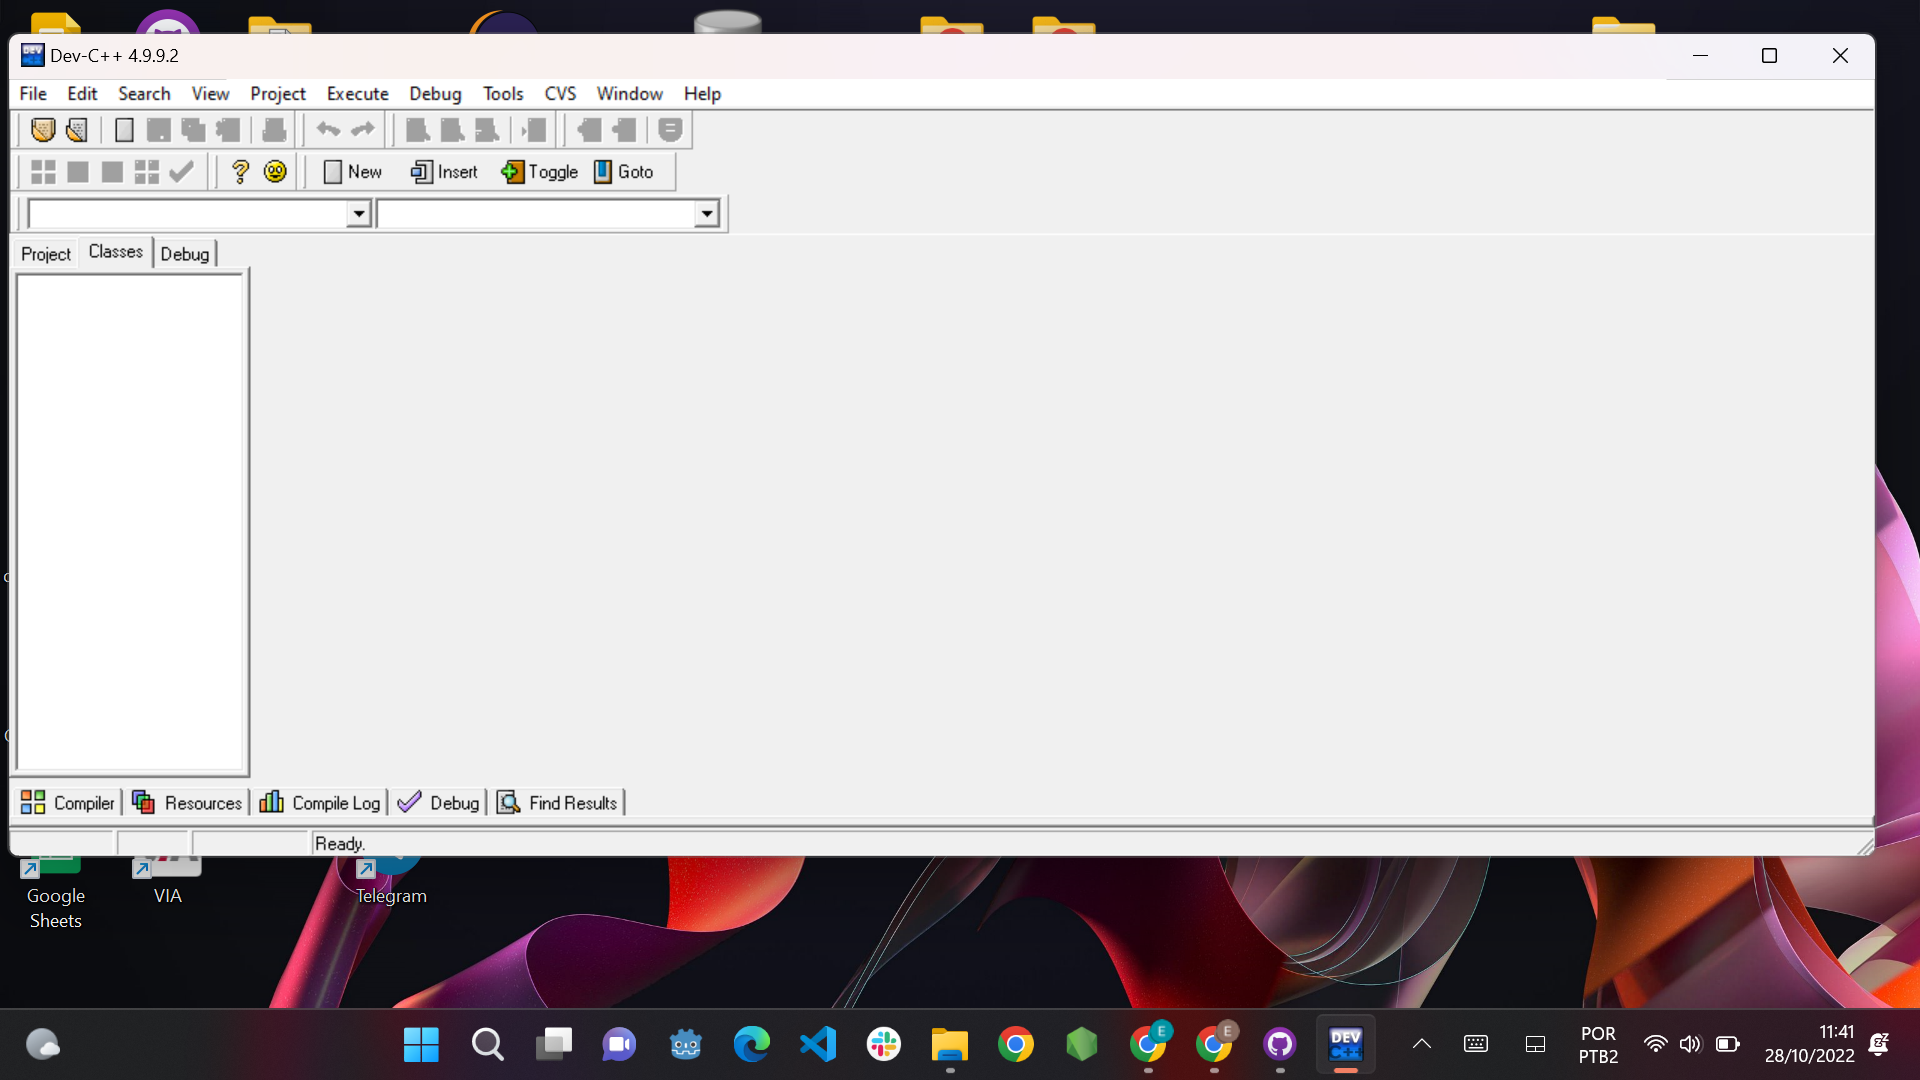 Dev-C++ 4.9.9.2
File Edit Search View Project Execute Debug Tools CVS Window Help
New Insert Toggle Goto
Project Classes Debug
Compiler Resources Compile Log Debug Find Results
Ready.
Google Sheets
VIA
Telegram
E
E
DEV C++
POR
PTB2
11:41
28/10/2022